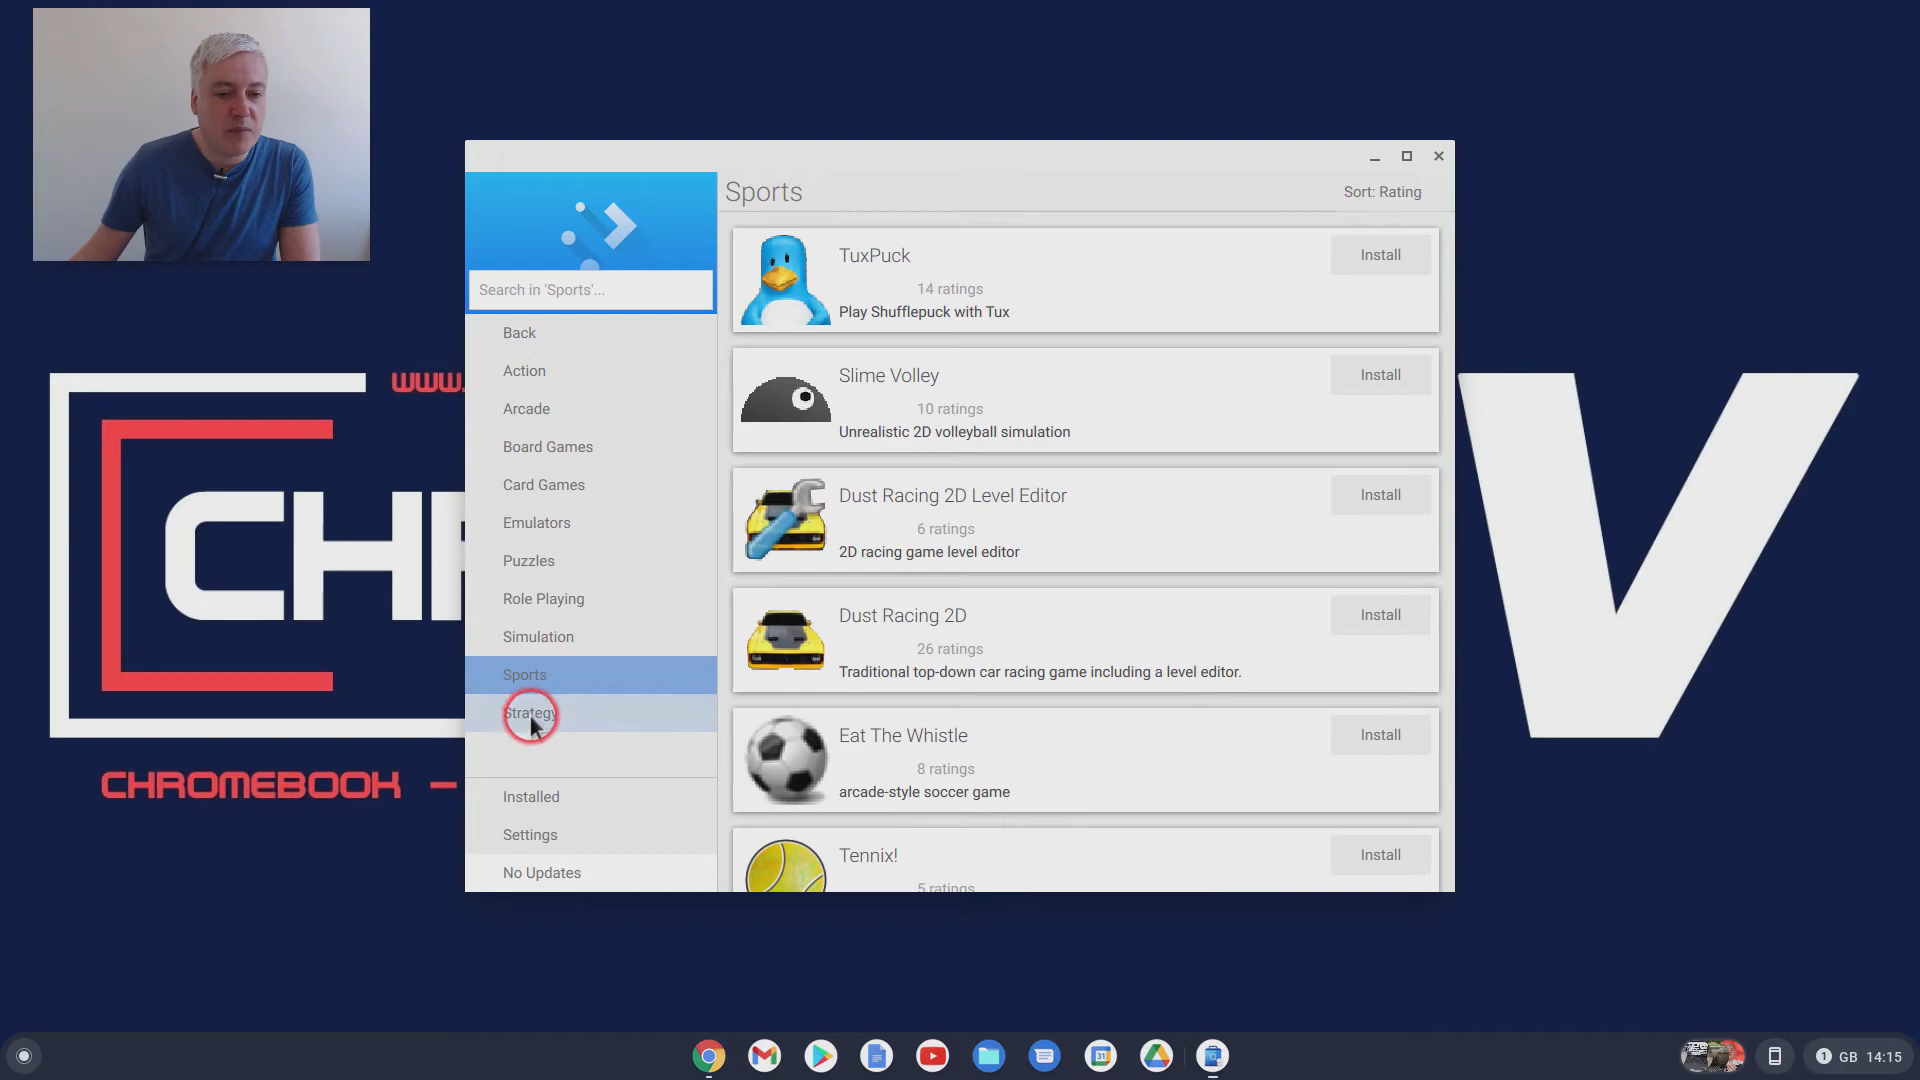 Sports
Sort: Rating
Search in 'Sports'...
Back
Action
Arcade
Board Games
Card Games
Emulators
Puzzles
Role Playing
Simulation
Sports
Strategy
Installed
Settings
No Updates
TuxPuck
14 ratings
Play Shufflepuck with Tux
Install
Slime Volley
10 ratings
Unrealistic 2D volleyball simulation
Install
Dust Racing 2D Level Editor
6 ratings
2D racing game level editor
Install
Dust Racing 2D
26 ratings
Traditional top-down car racing game including a level editor.
Install
Eat The Whistle
8 ratings
arcade-style soccer game
Install
Tennix!
5 ratings
Install
WWW.
CH
V
CHROMEBOOK -
31
1 GB 14:15